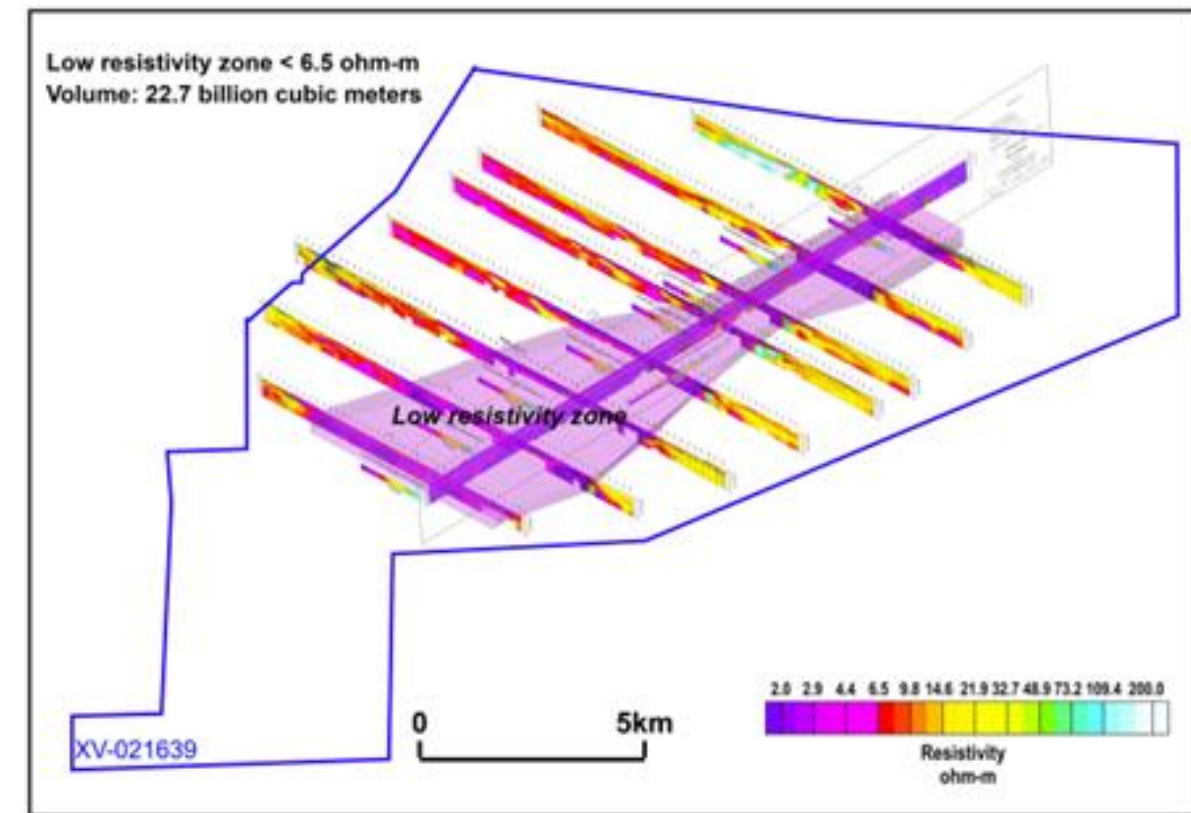 Low resistivity zone < 6.5 ohm-m
Volume: 22.7 billion cubic meters
Low resistivity zone
2.0 2.9 4.4 6.5 9.8 14.6 21.9 32.7 48.9 73.2 109.4 200.0
0 5km
Resistivity
ohm-m
XV-021639